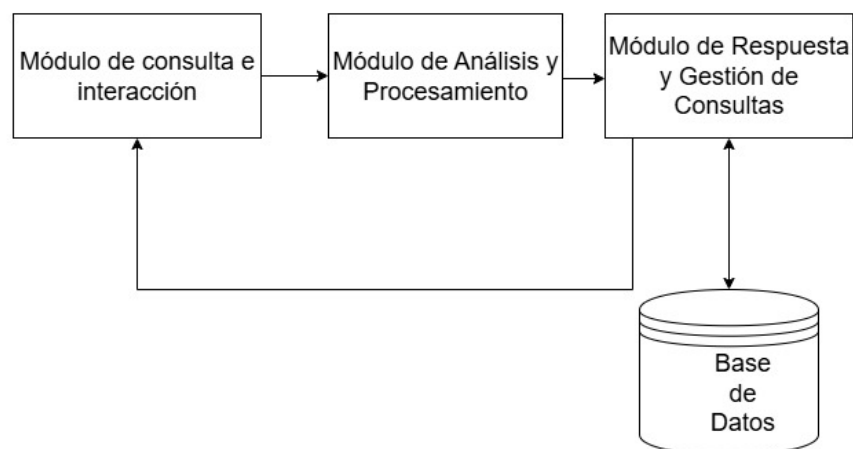 Módulo de consulta e
interacción
Módulo de Análisis y
Procesamiento
Módulo de Respuesta
y Gestión de
Consultas
Base
de
Datos